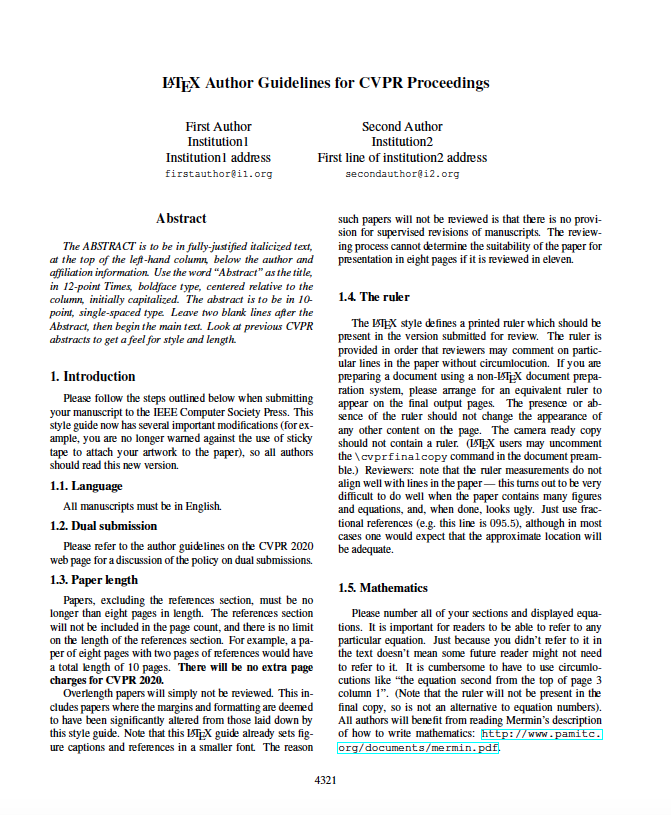 LATEX Author Guidelines for CVPR Proceedings
First Author
Institution1
Institution1 address
firstauthor@i1.org
Second Author
Institution2
First line of institution2 address
secondauthor@i2.org
Abstract
The ABSTRACT is to be in fully-justified italicized text,
at the top of the left-hand column, below the author and
affiliation information. Use the word “Abstract” as the title,
in 12-point Times, boldface type, centered relative to the
column, initially capitalized. The abstract is to be in 10-
point, single-spaced type. Leave two blank lines after the
Abstract, then begin the main text. Look at previous CVPR
abstracts to get a feel for style and length.
1. Introduction
Please follow the steps outlined below when submitting
your manuscript to the IEEE Computer Society Press. This
style guide now has several important modifications (for ex-
ample, you are no longer warned against the use of sticky
tape to attach your artwork to the paper), so all authors
should read this new version.
1.1. Language
All manuscripts must be in English.
1.2. Dual submission
Please refer to the author guidelines on the CVPR 2020
web page for a discussion of the policy on dual submissions.
1.3. Paper length
Papers, excluding the references section, must be no
longer than eight pages in length. The references section
will not be included in the page count, and there is no limit
on the length of the references section. For example, a pa-
per of eight pages with two pages of references would have
a total length of 10 pages. There will be no extra page
charges for CVPR 2020.
Overlength papers will simply not be reviewed. This in-
cludes papers where the margins and formatting are deemed
to have been significantly altered from those laid down by
this style guide. Note that this LATEX guide already sets fig-
ure captions and references in a smaller font. The reason
such papers will not be reviewed is that there is no provi-
sion for supervised revisions of manuscripts. The review-
ing process cannot determine the suitability of the paper for
presentation in eight pages if it is reviewed in eleven.
1.4. The ruler
The LATEX style defines a printed ruler which should be
present in the version submitted for review. The ruler is
provided in order that reviewers may comment on partic-
ular lines in the paper without circumlocution. If you are
preparing a document using a non-LATEX document prepa-
ration system, please arrange for an equivalent ruler to
appear on the final output pages. The presence or ab-
sence of the ruler should not change the appearance of
any other content on the page. The camera ready copy
should not contain a ruler. (LATEX users may uncomment
the \cvprfinalcopy command in the document pream-
ble.) Reviewers: note that the ruler measurements do not
align well with lines in the paper — this turns out to be very
difficult to do well when the paper contains many figures
and equations, and, when done, looks ugly. Just use frac-
tional references (e.g. this line is 095.5), although in most
cases one would expect that the approximate location will
be adequate.
1.5. Mathematics
Please number all of your sections and displayed equa-
tions. It is important for readers to be able to refer to any
particular equation. Just because you didn’t refer to it in
the text doesn’t mean some future reader might not need
to refer to it. It is cumbersome to have to use circumlo-
cutions like “the equation second from the top of page 3
column 1”. (Note that the ruler will not be present in the
final copy, so is not an alternative to equation numbers).
All authors will benefit from reading Mermin’s description
of how to write mathematics: http://www.pamitc.
org/documents/mermin.pdf.
4321